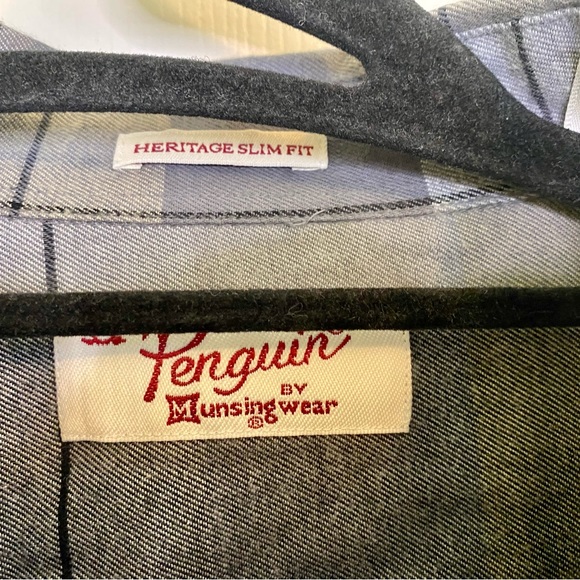 HERITAGE SLIM FIT
Penguin
BY
Munsingwear
®